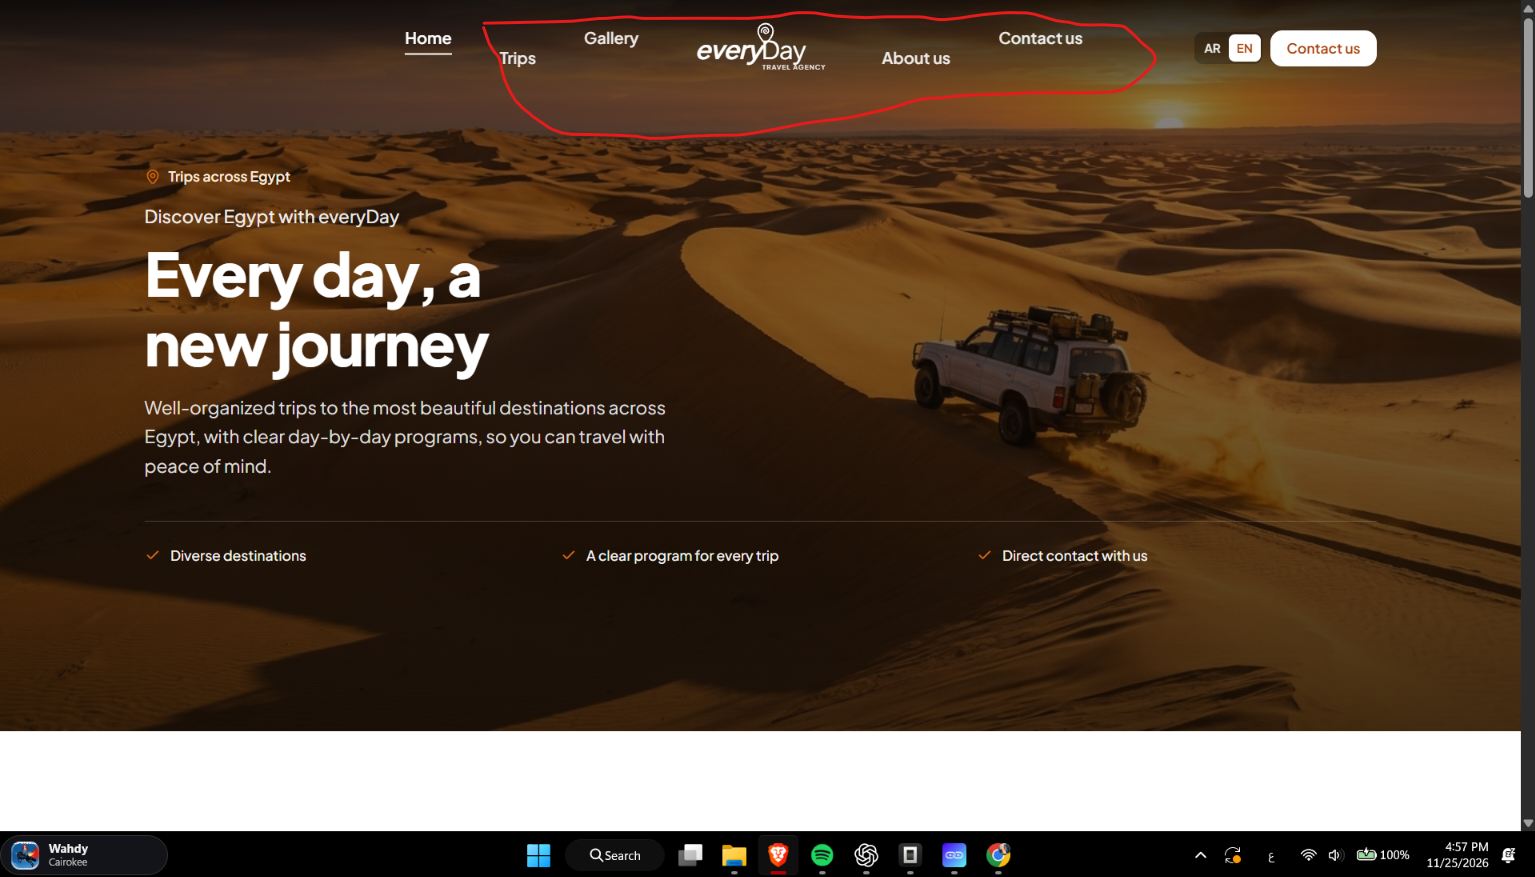 Home
Trips
Gallery
everyDay
TRAVEL AGENCY
About us
Contact us
AR
EN
Contact us
Trips across Egypt
Discover Egypt with everyDay
Every day, a
new journey
Well-organized trips to the most beautiful destinations across
Egypt, with clear day-by-day programs, so you can travel with
peace of mind.
Diverse destinations
A clear program for every trip
Direct contact with us
Wahdy
Cairokee
Search
ع
100%
4:57 PM
11/25/2026